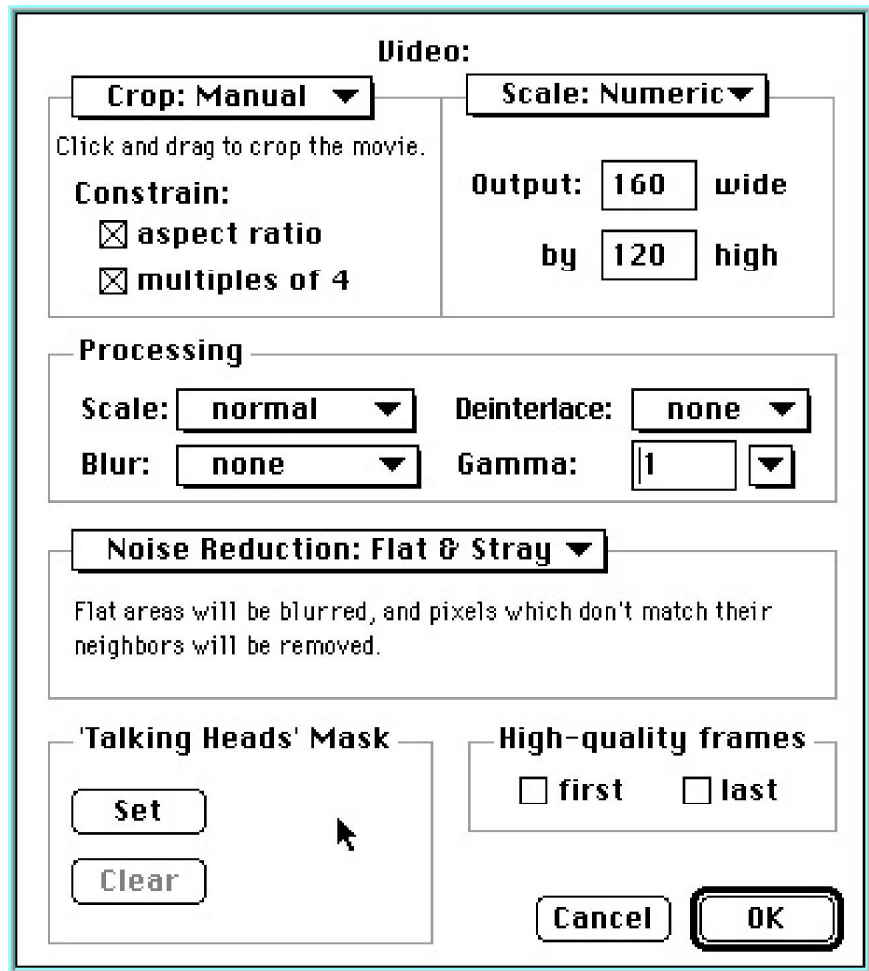 Video:
Crop: Manual
Click and drag to crop the movie.
Constrain:
aspect ratio
multiples of 4
Scale: Numeric
Output: 160 wide
by 120 high
Processing
Scale: normal
Deinterlace: none
Blur: none
Gamma: 1
Noise Reduction: Flat & Stray
Flat areas will be blurred, and pixels which don't match their
neighbors will be removed.
'Talking Heads' Mask
Set
Clear
High-quality frames
first last
Cancel OK